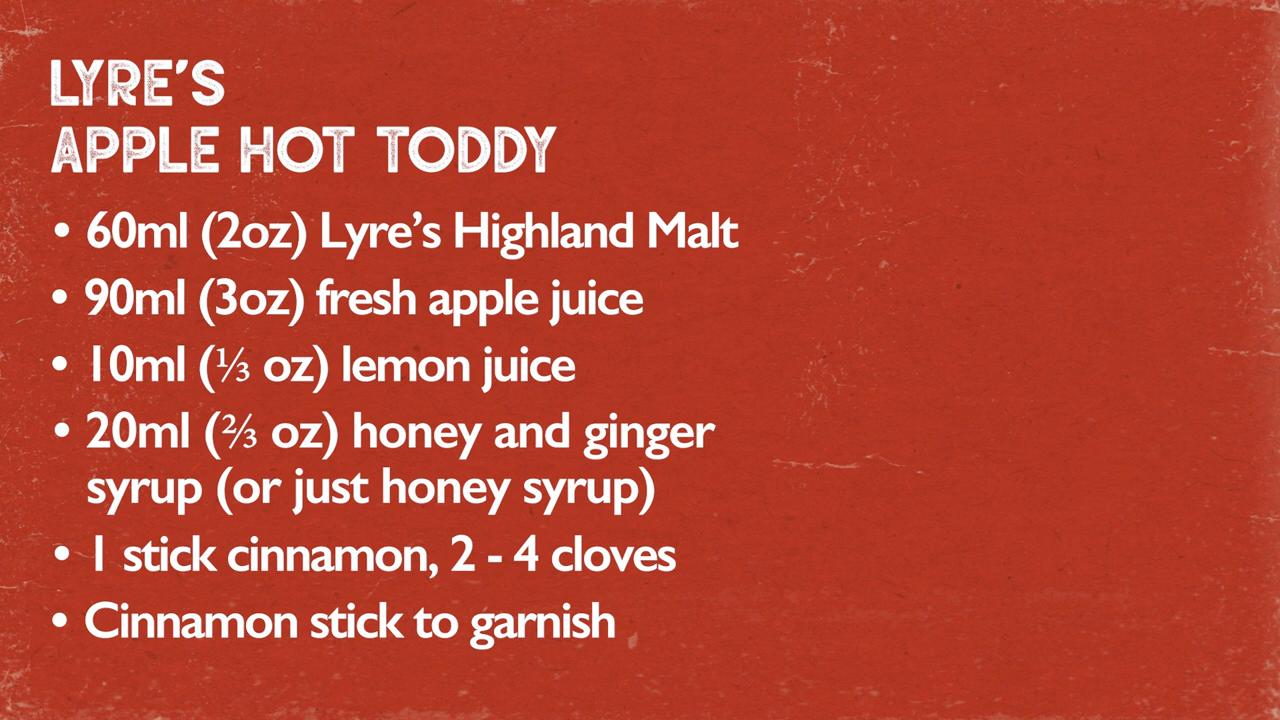 LYRE'S
APPLE HOT TODDY
• 60ml (2oz) Lyre's Highland Malt
• 90ml (3oz) fresh apple juice
• 10ml (⅓ oz) lemon juice
• 20ml (⅔ oz) honey and ginger
syrup (or just honey syrup)
• 1 stick cinnamon, 2 - 4 cloves
• Cinnamon stick to garnish